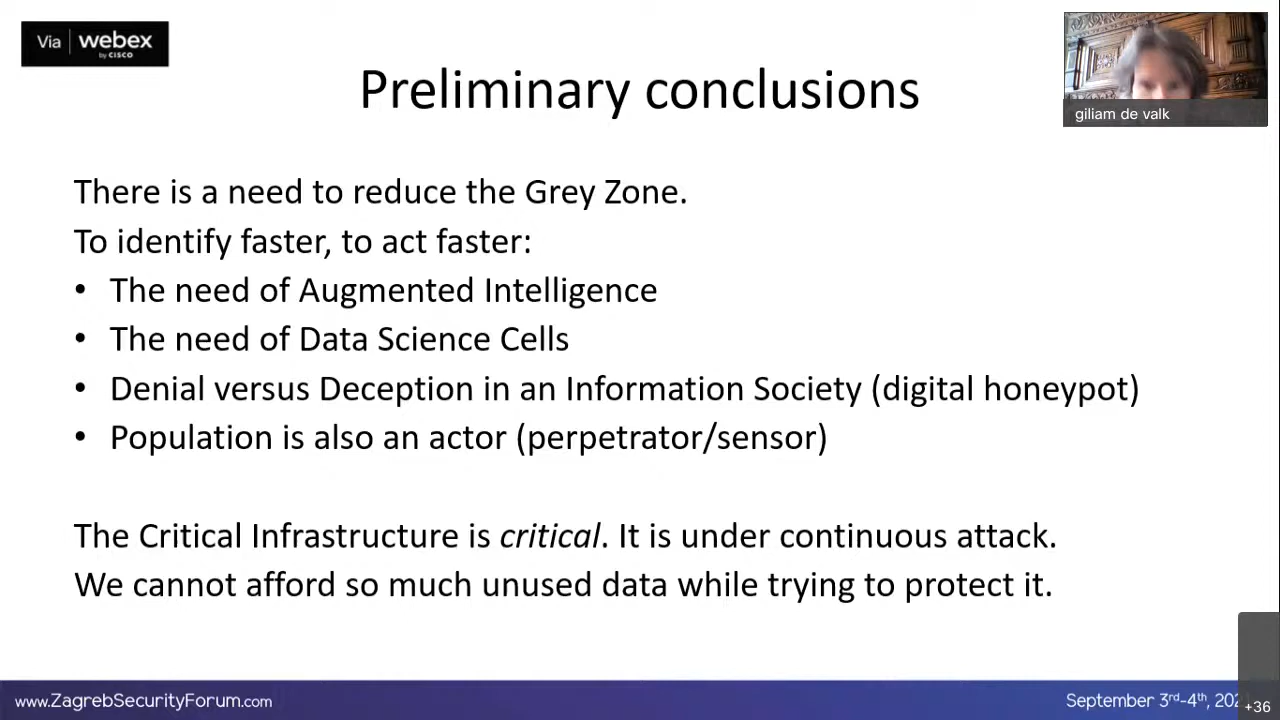 Via | webex
by CISCO
giliam de valk
Preliminary conclusions
There is a need to reduce the Grey Zone.
To identify faster, to act faster:
• The need of Augmented Intelligence
• The need of Data Science Cells
• Denial versus Deception in an Information Society (digital honeypot)
• Population is also an actor (perpetrator/sensor)
The Critical Infrastructure is critical. It is under continuous attack.
We cannot afford so much unused data while trying to protect it.
www.ZagrebSecurityForum.com
September 3rd-4th,
+36